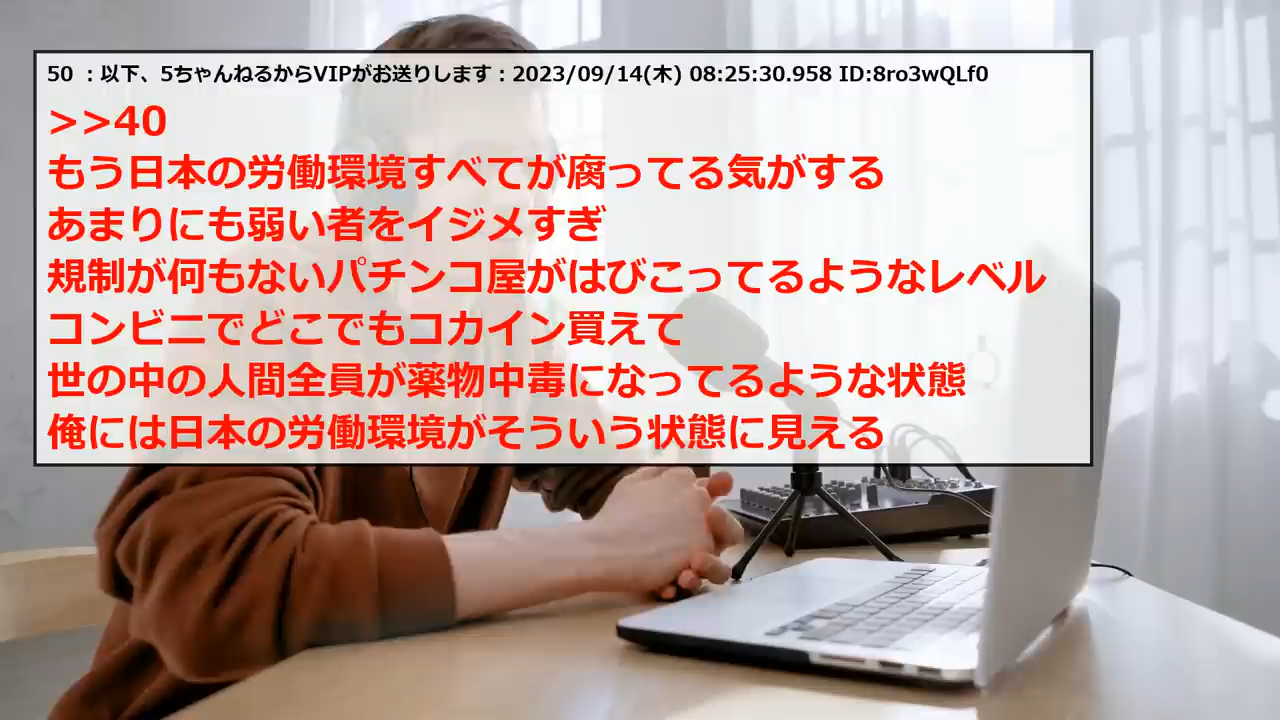 50 ：以下、5ちゃんねるからVIPがお送りします：2023/09/14(木) 08:25:30.958 ID:8ro3wQLf0
>>40
もう日本の労働環境すべてが腐ってる気がする
あまりにも弱い者をイジメすぎ
規制が何もないパチンコ屋がはびこってるようなレベル
コンビニでどこでもコカイン買えて
世の中の人間全員が薬物中毒になってるような状態
俺には日本の労働環境がそういう状態に見える